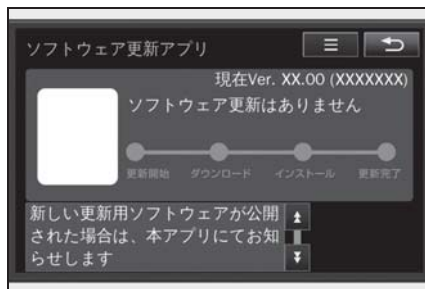 ソフトウェア更新アプリ
現在Ver. XX.00 (XXXXXXX)
ソフトウェア更新はありません
更新開始 ダウンロード インストール 更新完了
新しい更新用ソフトウェアが公開
された場合は、本アプリにてお知
らせします